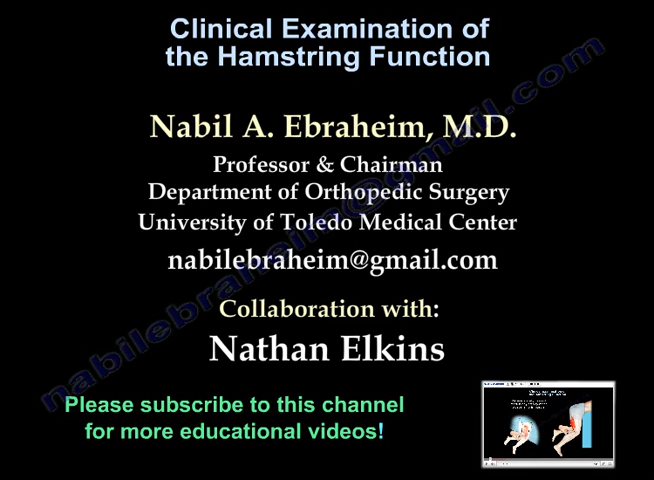 Clinical Examination of
the Hamstring Function
Nabil A. Ebraheim, M.D.
Professor & Chairman
Department of Orthopedic Surgery
University of Toledo Medical Center
nabilebraheim@gmail.com
Collaboration with:
Nathan Elkins
Please subscribe to this channel
for more educational videos!
nabilebraheim@gmail.com